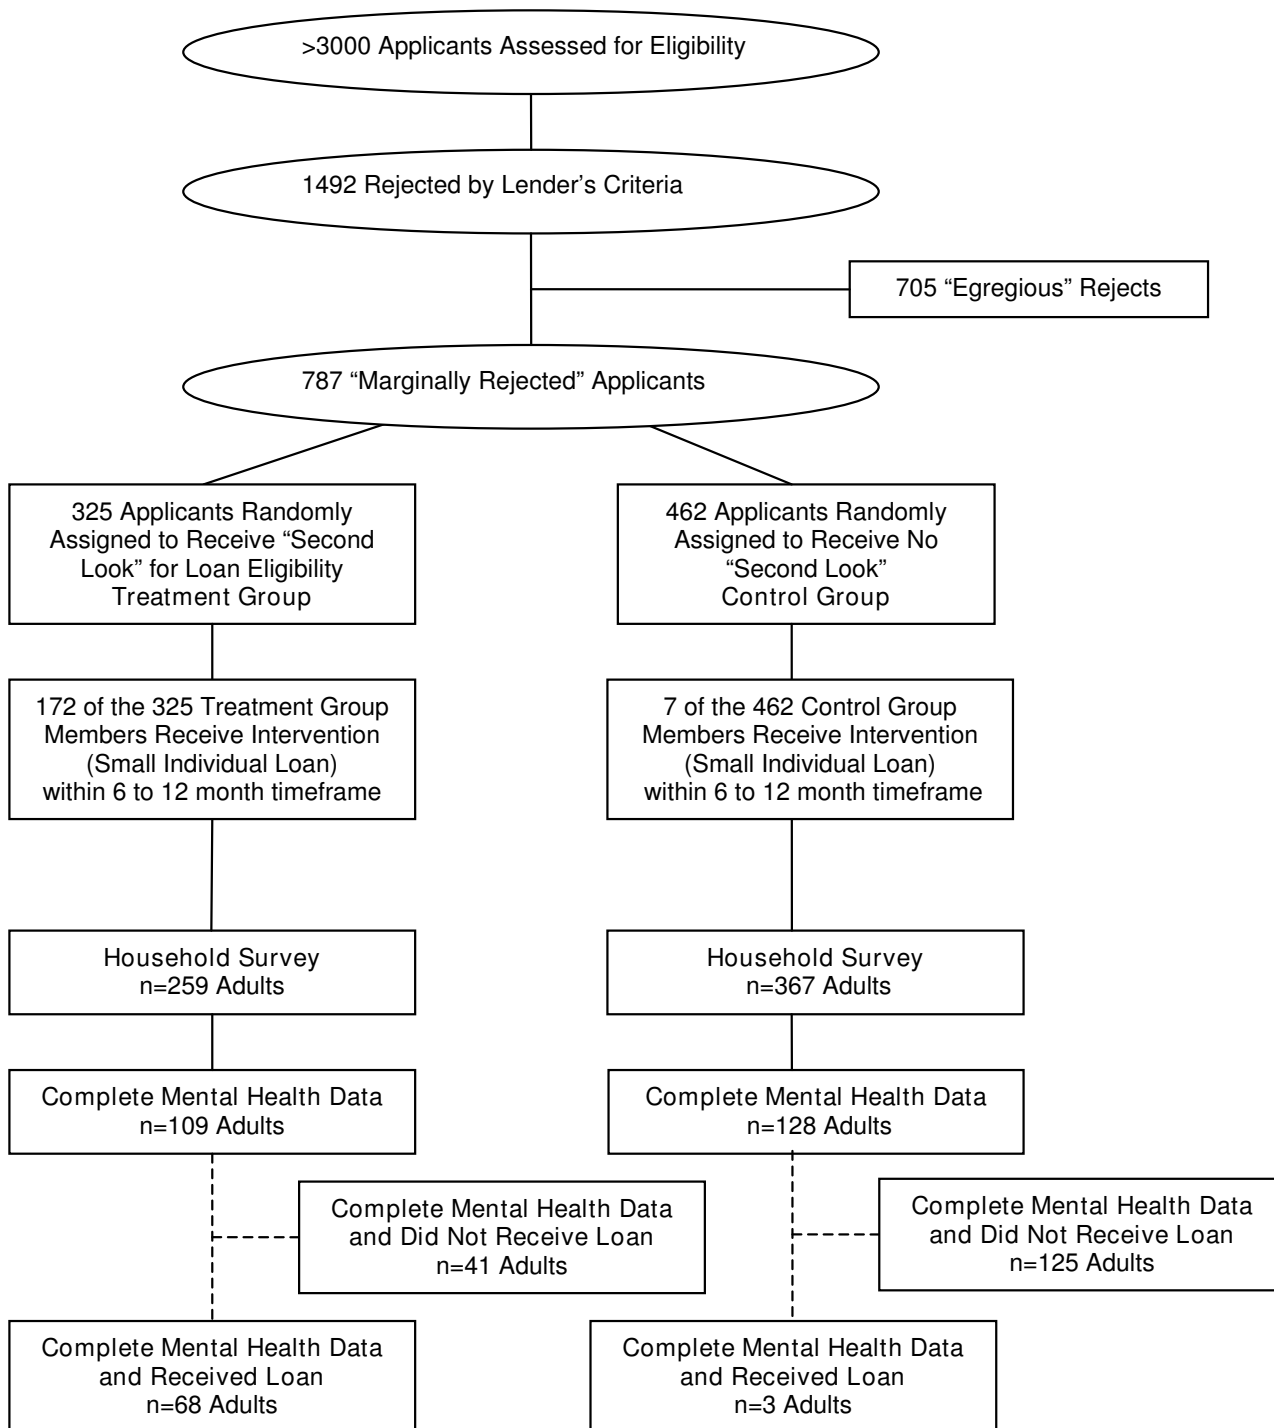 >3000 Applicants Assessed for Eligibility
1492 Rejected by Lender’s Criteria
705 “Egregious” Rejects
787 “Marginally Rejected” Applicants
325 Applicants Randomly
Assigned to Receive “Second
Look” for Loan Eligibility
Treatment Group
462 Applicants Randomly
Assigned to Receive No
“Second Look”
Control Group
172 of the 325 Treatment Group
Members Receive Intervention
(Small Individual Loan)
within 6 to 12 month timeframe
7 of the 462 Control Group
Members Receive Intervention
(Small Individual Loan)
within 6 to 12 month timeframe
Household Survey
n=259 Adults
Household Survey
n=367 Adults
Complete Mental Health Data
n=109 Adults
Complete Mental Health Data
n=128 Adults
Complete Mental Health Data
and Did Not Receive Loan
n=41 Adults
Complete Mental Health Data
and Did Not Receive Loan
n=125 Adults
Complete Mental Health Data
and Received Loan
n=68 Adults
Complete Mental Health Data
and Received Loan
n=3 Adults